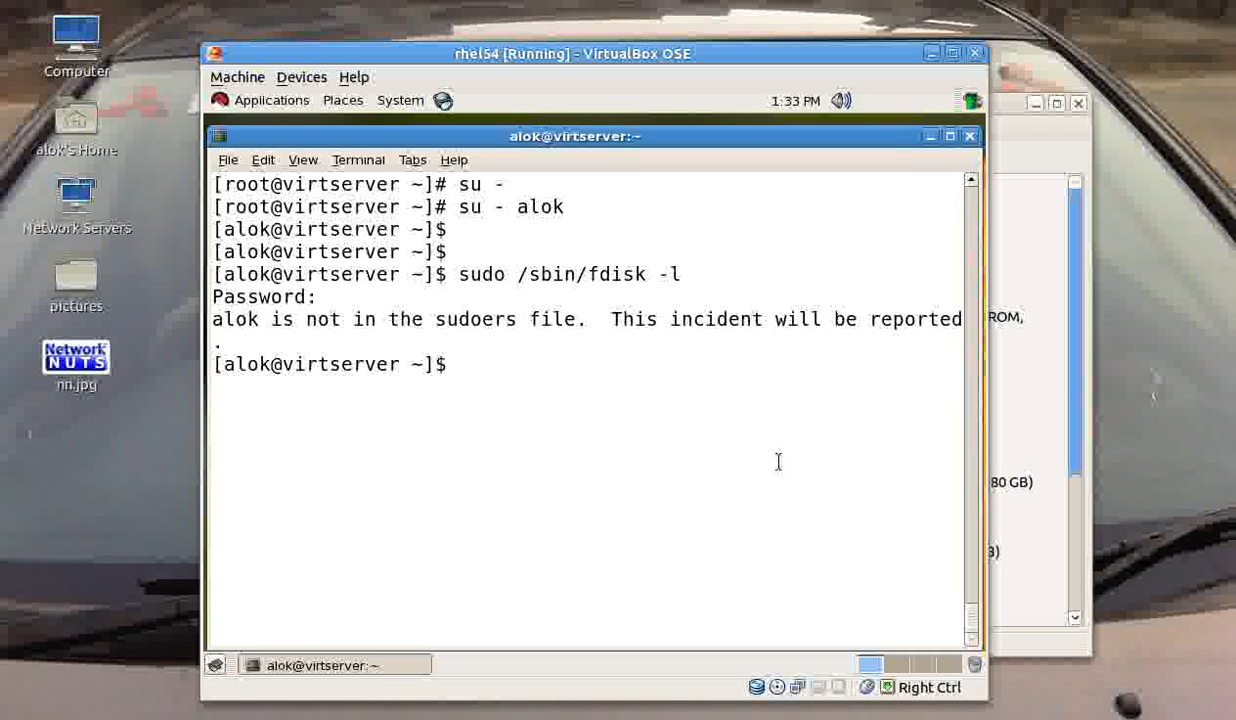 Computer
alok's Home
Network Servers
pictures
Network
NUTS
nn.jpg
rhel54 [Running] - VirtualBox OSE
Machine Devices Help
Applications Places System 1:33 PM
alok@virtserver:~
File Edit View Terminal Tabs Help
[root@virtserver ~]# su -
[root@virtserver ~]# su - alok
[alok@virtserver ~]$
[alok@virtserver ~]$
[alok@virtserver ~]$ sudo /sbin/fdisk -l
Password:
alok is not in the sudoers file.  This incident will be reported
.
[alok@virtserver ~]$
alok@virtserver:~
Right Ctrl
ROM,
80 GB)
)